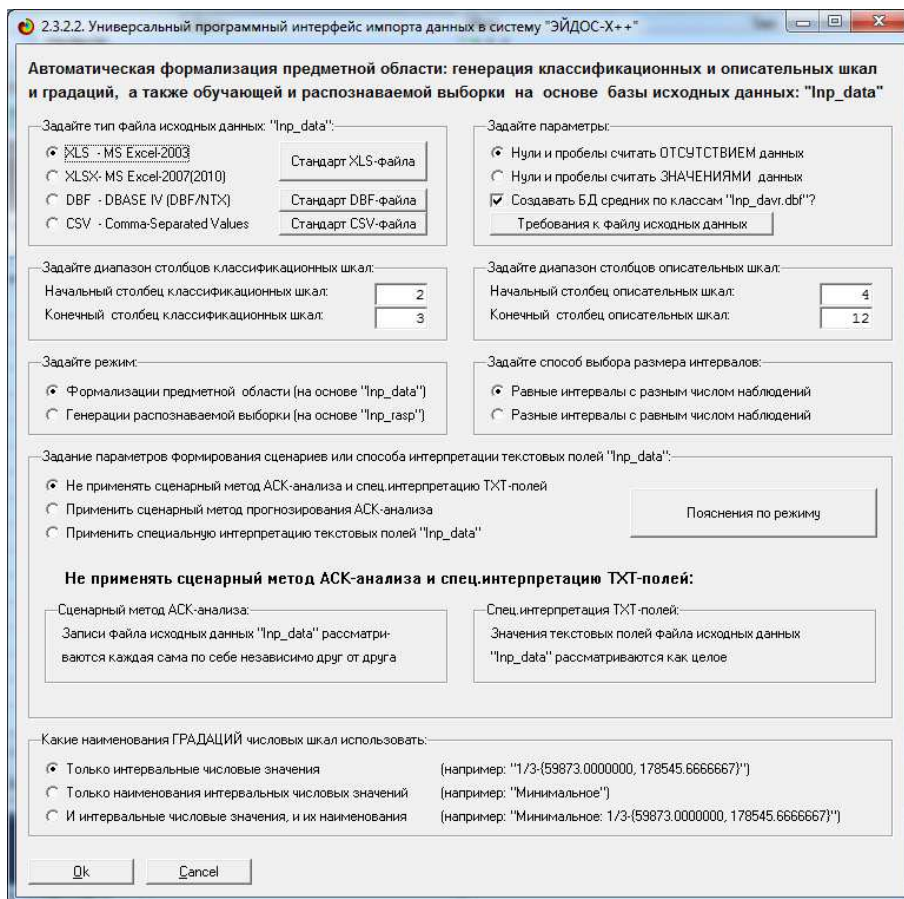 2.3.2.2. Универсальный программный интерфейс импорта данных в систему "ЭЙДОС-X++"
Автоматическая формализация предметной области: генерация классификационных и описательных шкал
и градаций, а также обучающей и распознаваемой выборки на основе базы исходных данных: "Inp_data"
Задайте тип файла исходных данных: "Inp_data":
XLS - MS Excel-2003
XLSX- MS Excel-2007(2010)
DBF - DBASE IV (DBF/NTX)
CSV - Comma-Separated Values
Стандарт XLS-файла
Стандарт DBF-файла
Стандарт CSV-файла
Задайте параметры:
Нули и пробелы считать ОТСУТСТВИЕМ данных
Нули и пробелы считать ЗНАЧЕНИЯМИ данных
Создавать БД средних по классам "Inp_davr.dbf"?
Требования к файлу исходных данных
Задайте диапазон столбцов классификационных шкал:
Начальный столбец классификационных шкал: 2
Конечный столбец классификационных шкал: 3
Задайте диапазон столбцов описательных шкал:
Начальный столбец описательных шкал: 4
Конечный столбец описательных шкал: 12
Задайте режим:
Формализации предметной области (на основе "Inp_data")
Генерации распознаваемой выборки (на основе "Inp_rasp")
Задайте способ выбора размера интервалов:
Равные интервалы с разным числом наблюдений
Разные интервалы с равным числом наблюдений
Задание параметров формирования сценариев или способа интерпретации текстовых полей "Inp_data":
Не применять сценарный метод АСК-анализа и спец.интерпретацию TXT-полей
Применить сценарный метод прогнозирования АСК-анализа
Применить специальную интерпретацию текстовых полей "Inp_data"
Пояснения по режиму
Не применять сценарный метод АСК-анализа и спец.интерпретацию TXT-полей:
Сценарный метод АСК-анализа:
Записи файла исходных данных "Inp_data" рассматри-
ваются каждая сама по себе независимо друг от друга
Спец.интерпретация TXT-полей:
Значения текстовых полей файла исходных данных
"Inp_data" рассматриваются как целое
Какие наименования ГРАДАЦИЙ числовых шкал использовать:
Только интервальные числовые значения (например: "1/3-{59873.0000000, 178545.6666667}")
Только наименования интервальных числовых значений (например: "Минимальное")
И интервальные числовые значения, и их наименования (например: "Минимальное: 1/3-{59873.0000000, 178545.6666667}")
Ok
Cancel